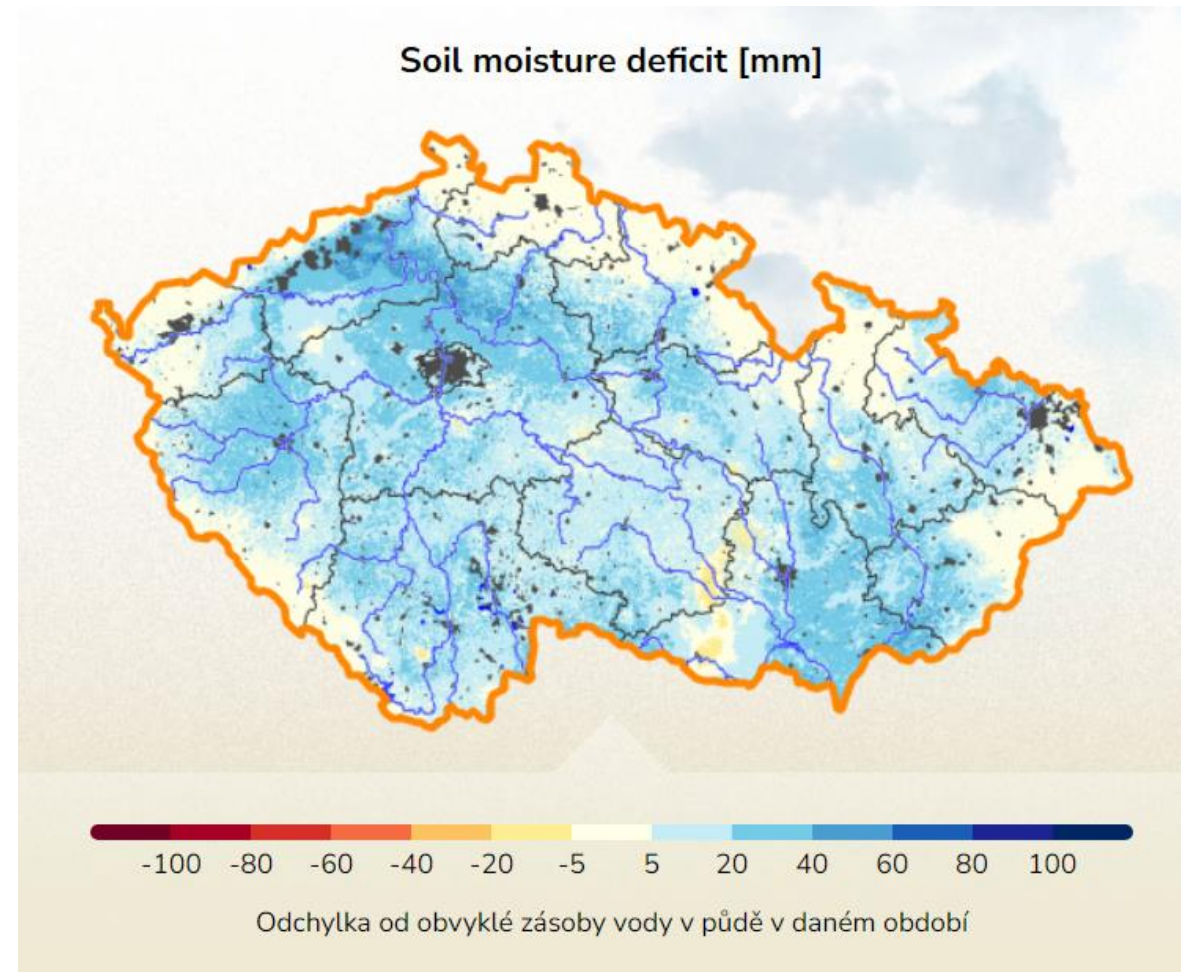 Soil moisture deficit [mm]
-100 -80 -60 -40 -20 -5 5 20 40 60 80 100
Odchylka od obvyklé zásoby vody v půdě v daném období